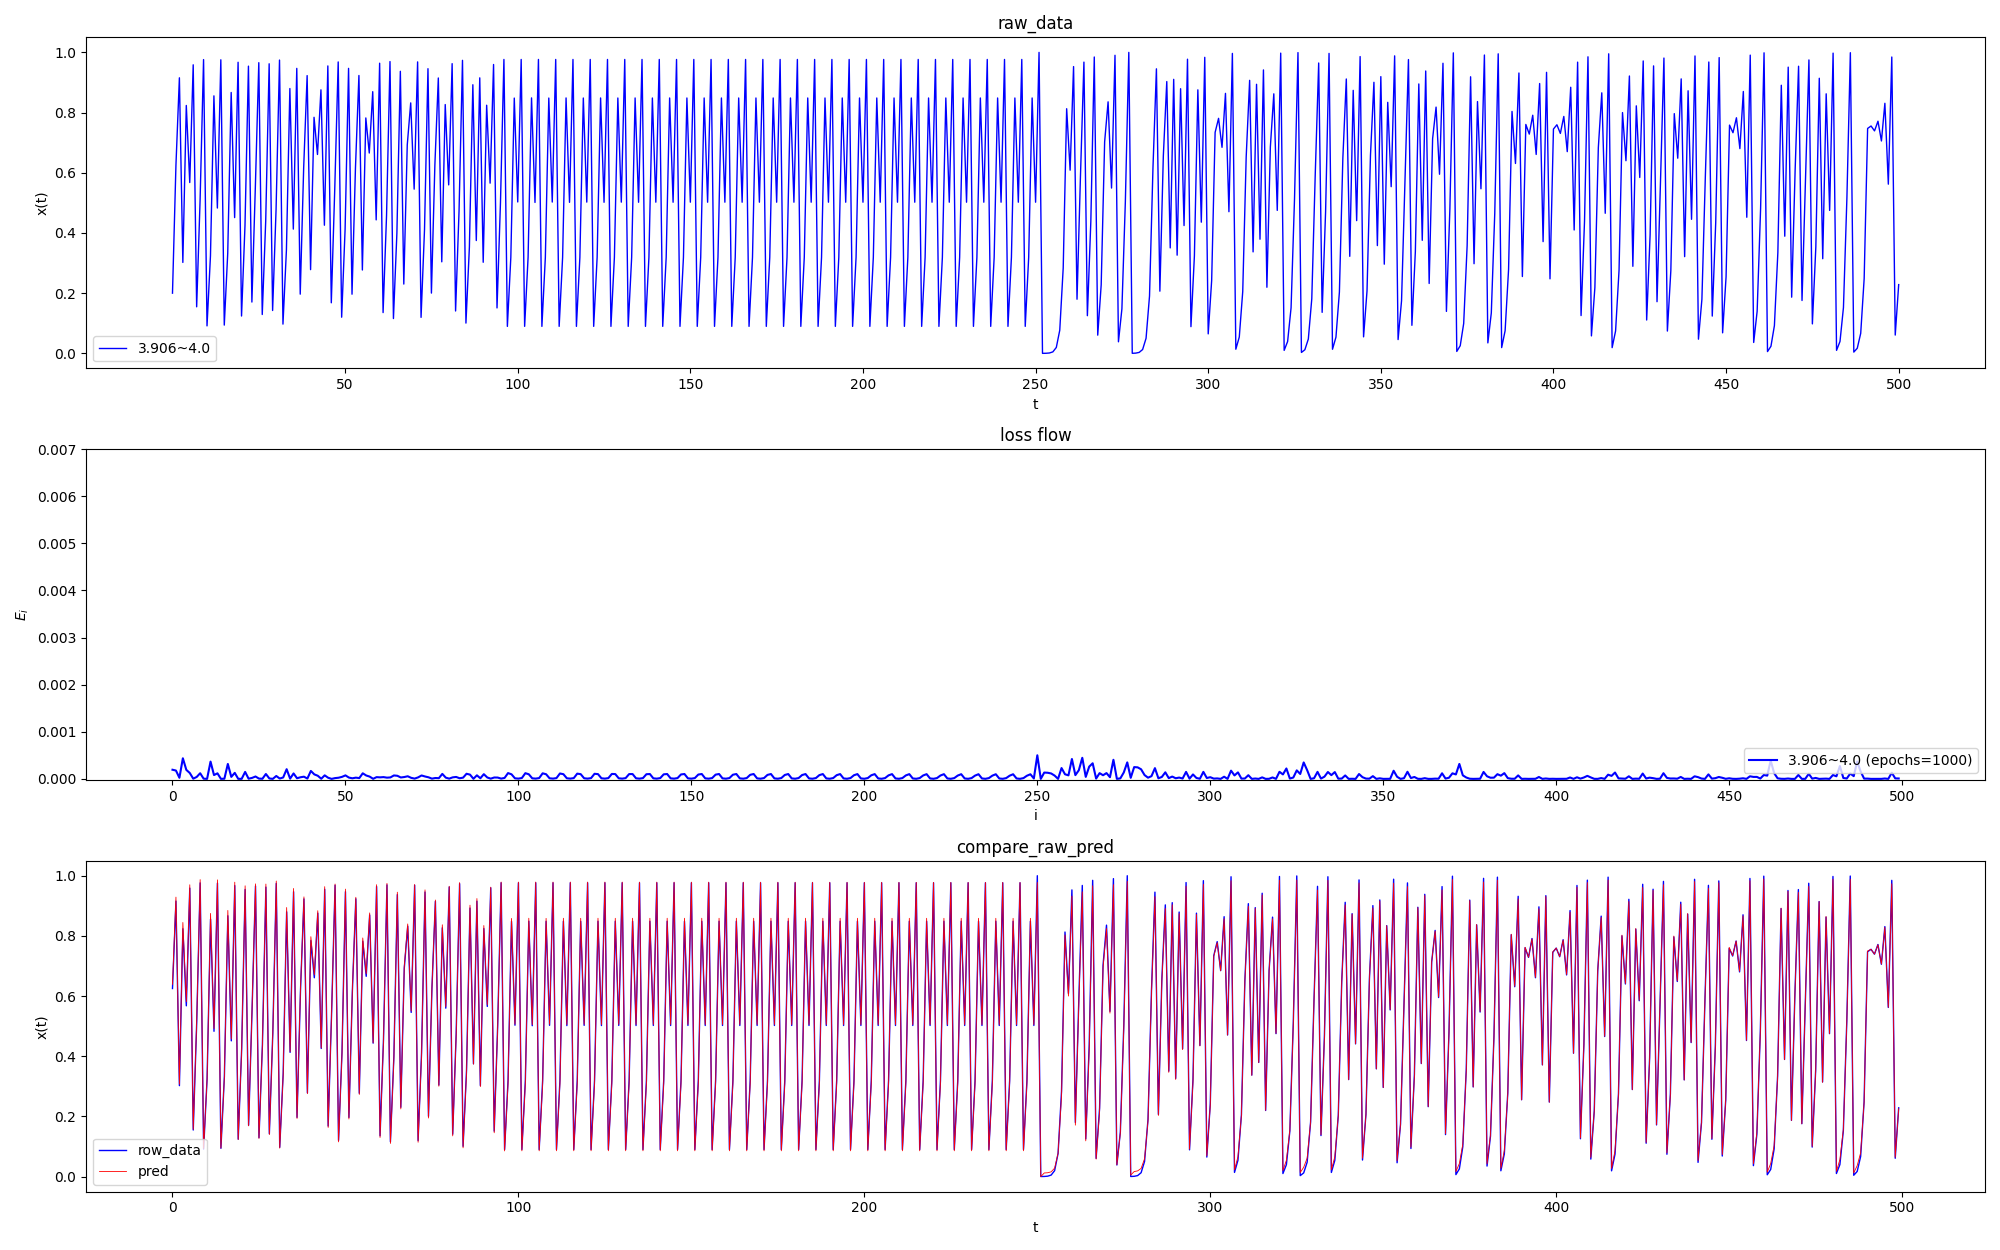 raw_data
1.0
0.8
0.6
0.4
0.2
0.0
x(t)
3.906~4.0
50 100 150 200 250 300 350 400 450 500
t
loss flow
0.007
0.006
0.005
0.004
0.003
0.002
0.001
0.000
E_i
3.906~4.0 (epochs=1000)
0 50 100 150 200 250 300 350 400 450 500
i
compare_raw_pred
1.0
0.8
0.6
0.4
0.2
0.0
x(t)
row_data
pred
0 100 200 300 400 500
t